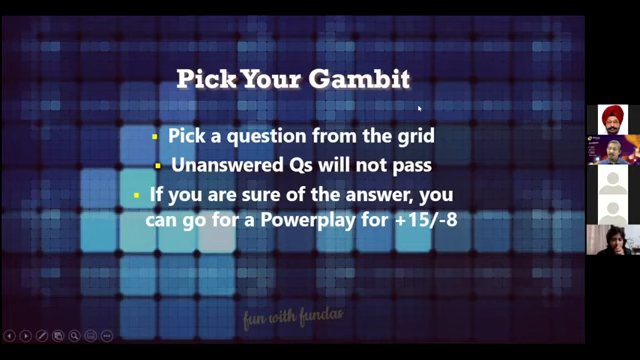 Pick Your Gambit
Pick a question from the grid
Unanswered Qs will not pass
If you are sure of the answer, you
can go for a Powerplay for +15/-8
fun with fundas